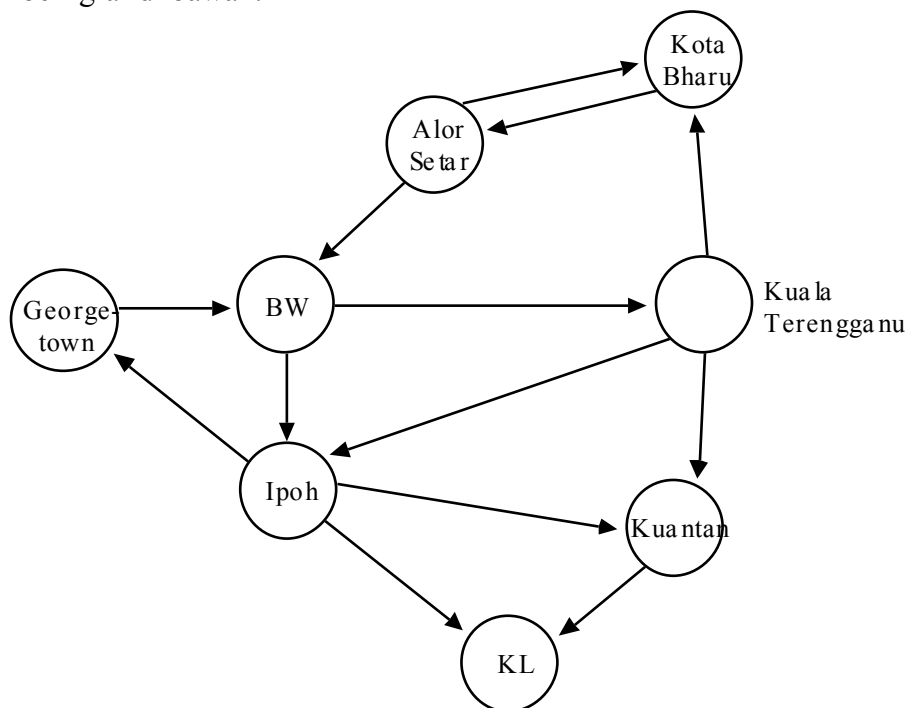 Kota
Bharu
Alor
Setar
George-
town
BW
Kuala
Terengganu
Ipoh
Kuantan
KL